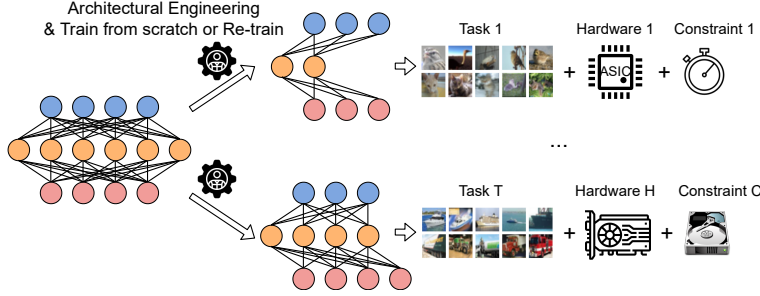 Architectural Engineering
& Train from scratch or Re-train
Task 1
Hardware 1
Constraint 1
ASIC
+
+
...
Task T
Hardware H
Constraint C
+
+